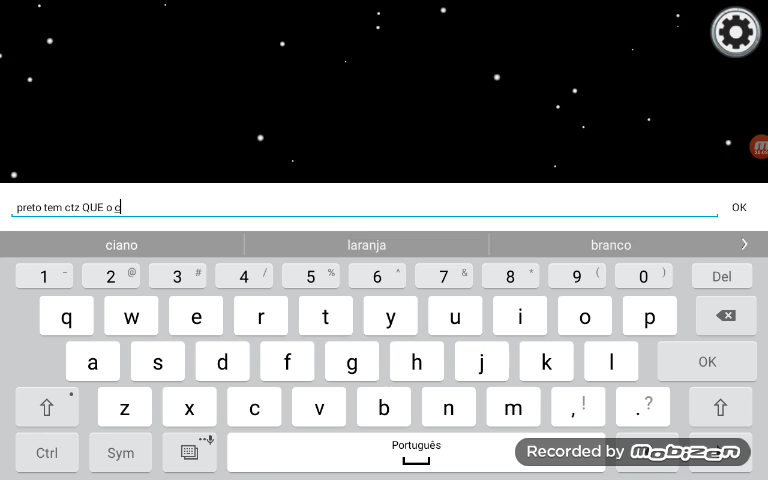 preto tem ctz QUE o c
OK
ciano laranja branco
1 - 2 @ 3 # 4 / 5 % 6 ^ 7 & 8 * 9 ( 0 ) Del
q w e r t y u i o p
a s d f g h j k l OK
z x c v b n m , ! . ?
Ctrl Sym Português
Recorded by mobizen